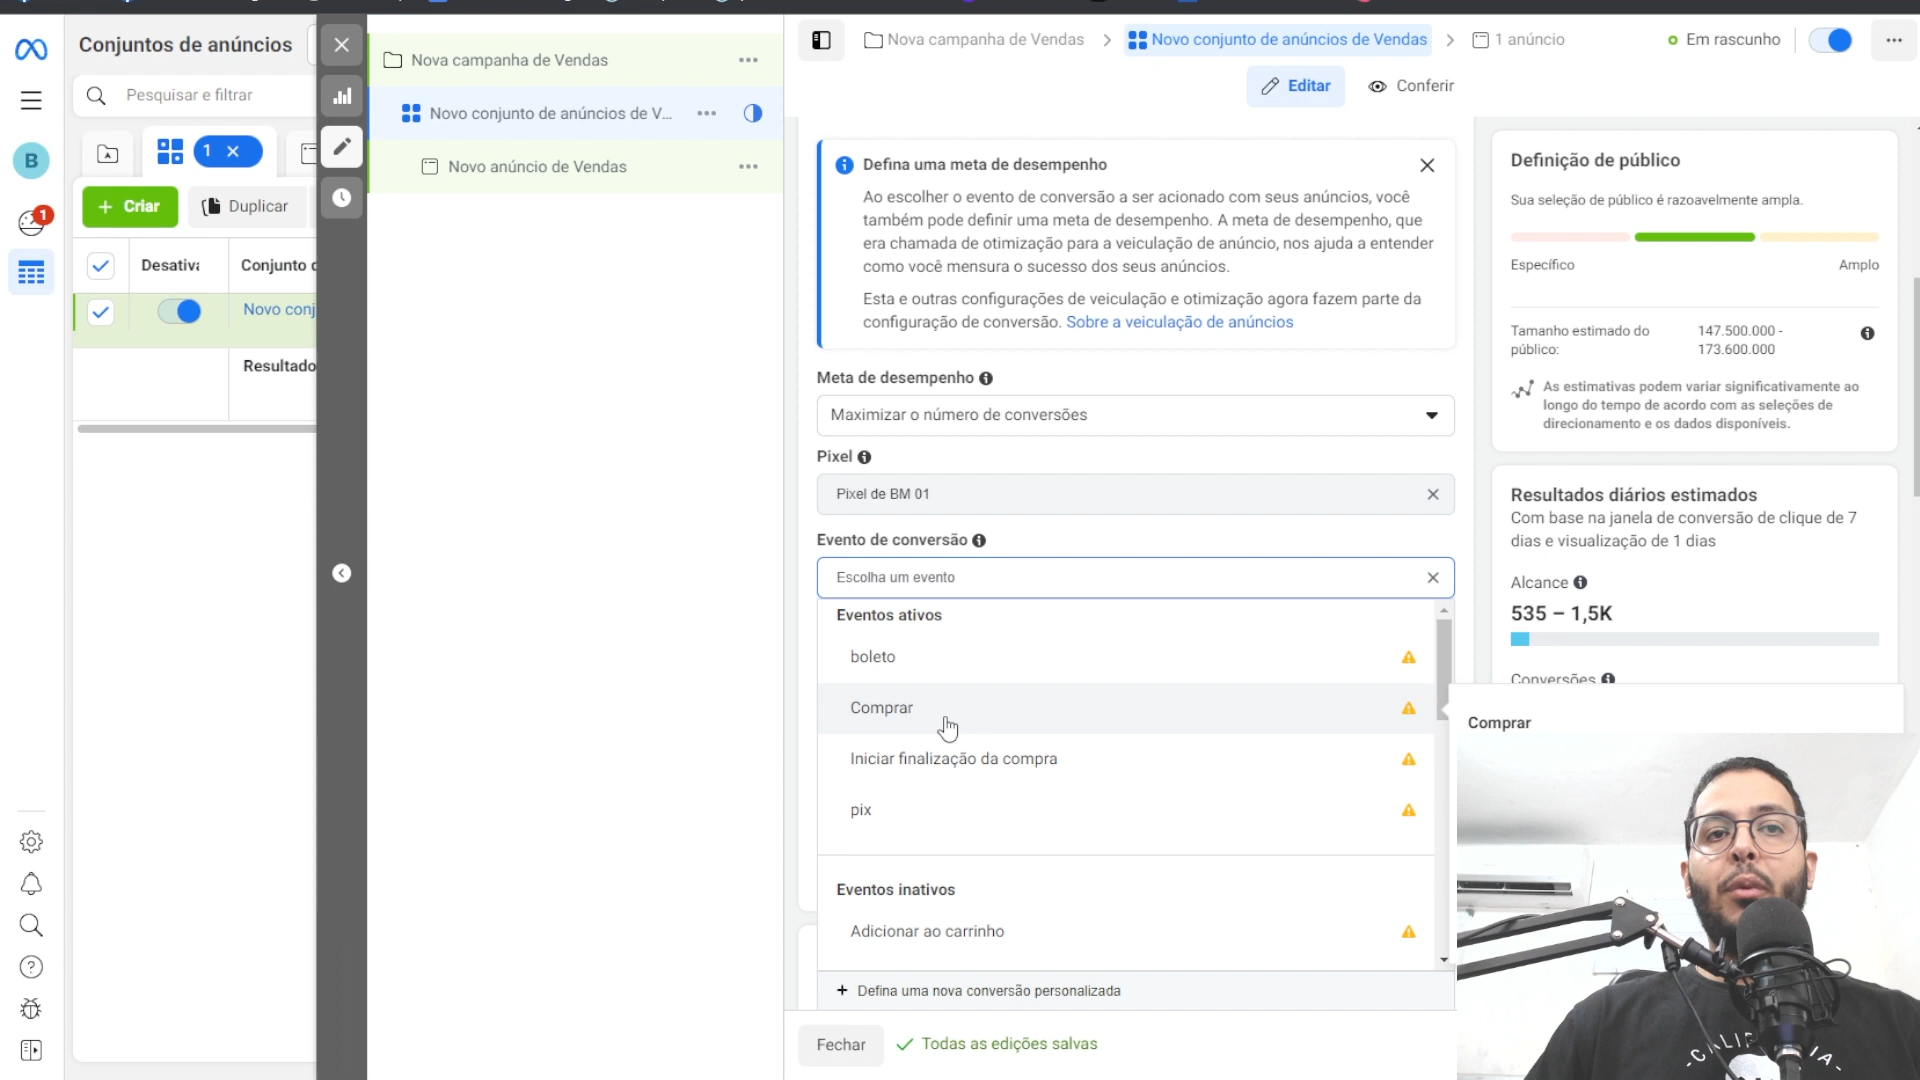 Conjuntos de anúncios
Pesquisar e filtrar
B
1
1
Criar
Duplicar
Desativa
Conjunto d
Novo conj
Resultado
Nova campanha de Vendas
Novo conjunto de anúncios de V...
Novo anúncio de Vendas
Nova campanha de Vendas
Novo conjunto de anúncios de Vendas
1 anúncio
Em rascunho
Editar
Conferir
Defina uma meta de desempenho
Ao escolher o evento de conversão a ser acionado com seus anúncios, você
também pode definir uma meta de desempenho. A meta de desempenho, que
era chamada de otimização para a veiculação de anúncio, nos ajuda a entender
como você mensura o sucesso dos seus anúncios.
Esta e outras configurações de veiculação e otimização agora fazem parte da
configuração de conversão. Sobre a veiculação de anúncios
Meta de desempenho
Maximizar o número de conversões
Pixel
Pixel de BM 01
Evento de conversão
Escolha um evento
Eventos ativos
boleto
Comprar
Iniciar finalização da compra
pix
Eventos inativos
Adicionar ao carrinho
+ Defina uma nova conversão personalizada
Fechar
Todas as edições salvas
Definição de público
Sua seleção de público é razoavelmente ampla.
Específico
Amplo
Tamanho estimado do
público:
147.500.000 -
173.600.000
As estimativas podem variar significativamente ao
longo do tempo de acordo com as seleções de
direcionamento e os dados disponíveis.
Resultados diários estimados
Com base na janela de conversão de clique de 7
dias e visualização de 1 dias
Alcance
535 – 1,5K
Conversões
Comprar